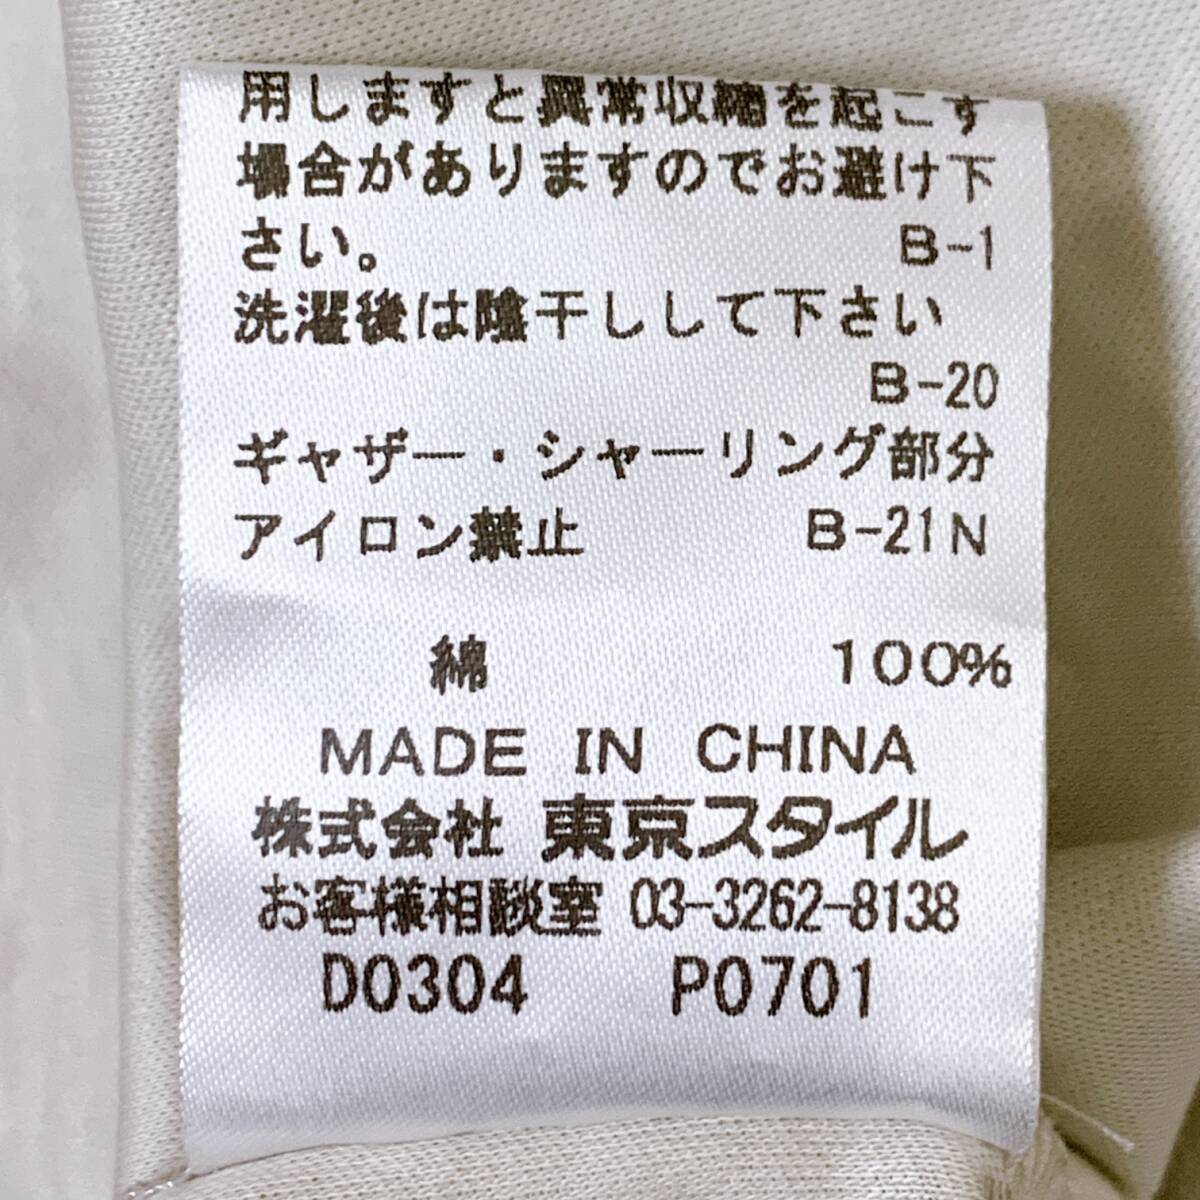 用しますと異常収縮を起こす
場合がありますのでお避け下
さい。 B-1
洗濯後は陰干しして下さい
B-20
ギャザー・シャーリング部分
アイロン禁止 B-21N
綿 100%
MADE IN CHINA
株式会社 東京スタイル
お客様相談室 03-3262-8138
D0304 P0701